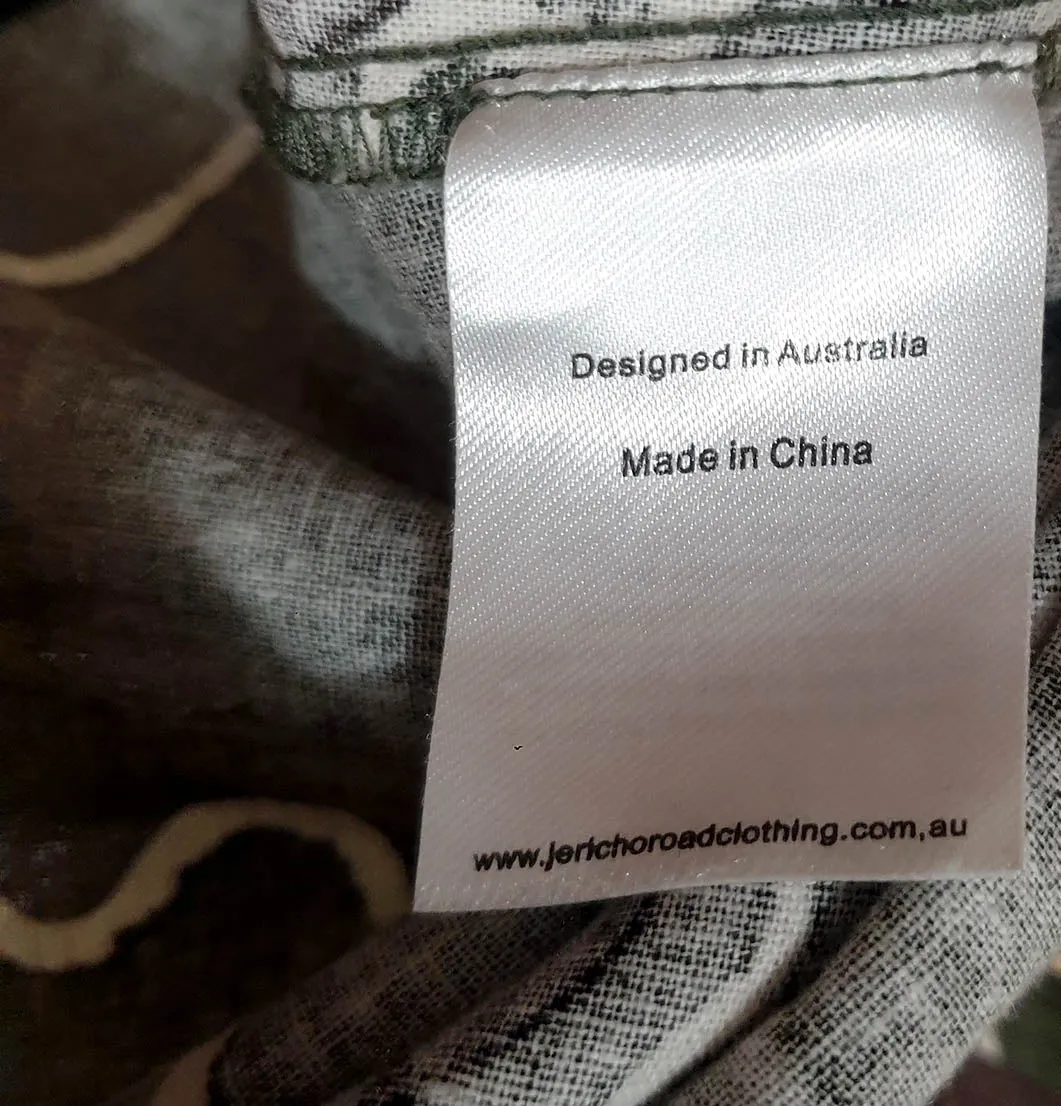 Designed in Australia
Made in China
www.jerichoroadclothing.com.au